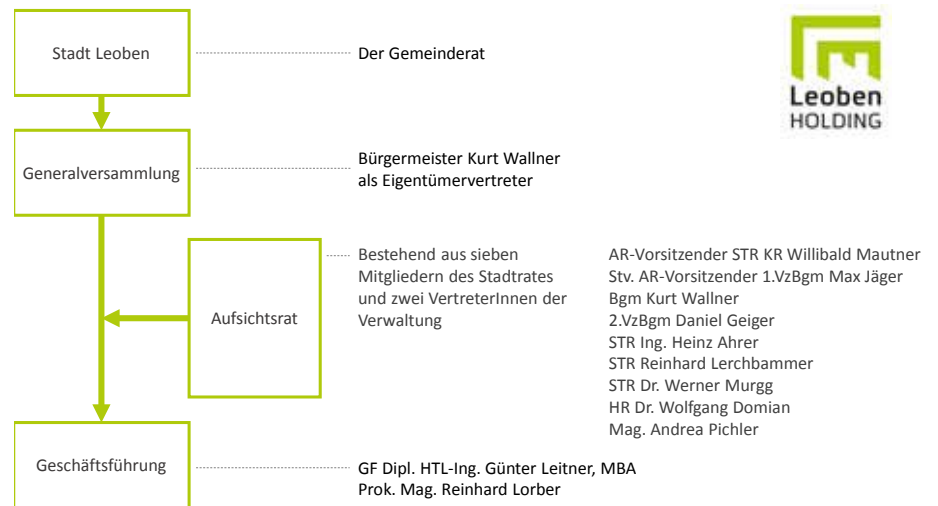 Stadt Leoben
Der Gemeinderat
Leoben
HOLDING
Generalversammlung
Bürgermeister Kurt Wallner
als Eigentümervertreter
Aufsichtsrat
Bestehend aus sieben
Mitgliedern des Stadtrates
und zwei VertreterInnen der
Verwaltung
AR-Vorsitzender STR KR Willibald Mautner
Stv. AR-Vorsitzender 1.VzBgm Max Jäger
Bgm Kurt Wallner
2.VzBgm Daniel Geiger
STR Ing. Heinz Ahrer
STR Reinhard Lerchbammer
STR Dr. Werner Murgg
HR Dr. Wolfgang Domian
Mag. Andrea Pichler
Geschäftsführung
GF Dipl. HTL-Ing. Günter Leitner, MBA
Prok. Mag. Reinhard Lorber